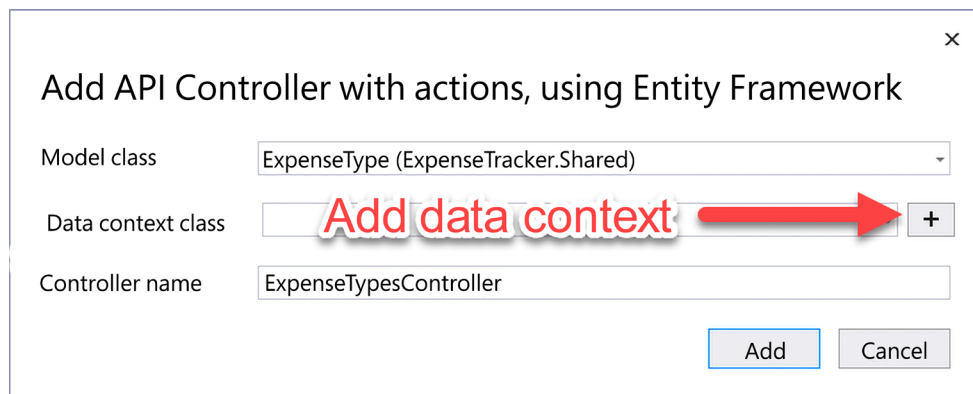 Add API Controller with actions, using Entity Framework
Model class ExpenseType (ExpenseTracker.Shared)
Data context class Add data context +
Controller name ExpenseTypesController
Add Cancel